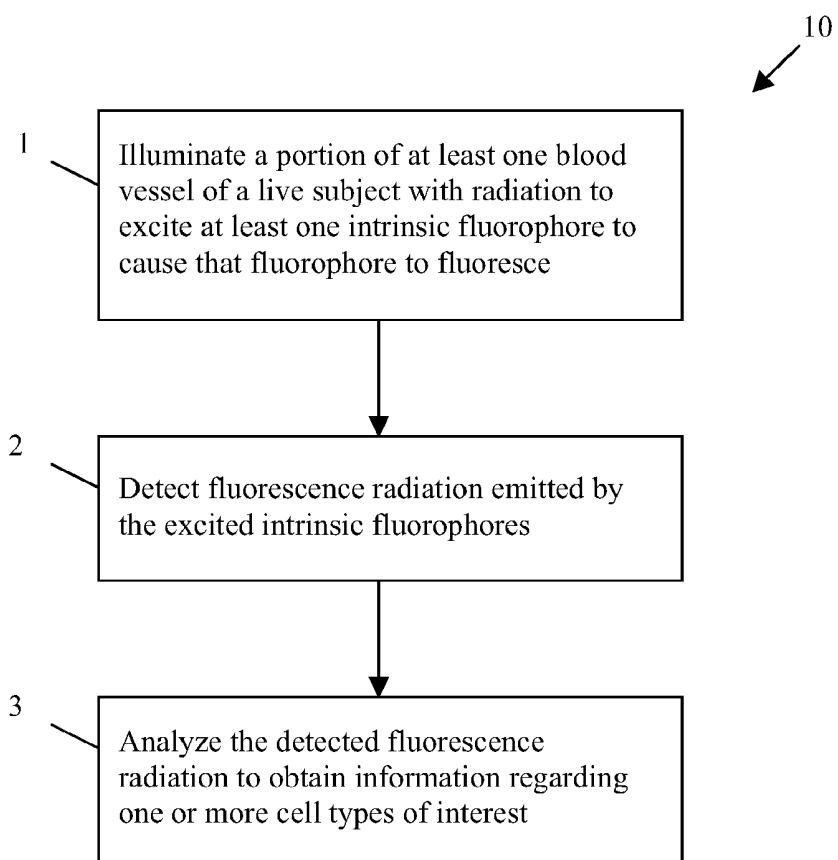 10
1
Illuminate a portion of at least one blood
vessel of a live subject with radiation to
excite at least one intrinsic fluorophore to
cause that fluorophore to fluoresce
2
Detect fluorescence radiation emitted by
the excited intrinsic fluorophores
3
Analyze the detected fluorescence
radiation to obtain information regarding
one or more cell types of interest